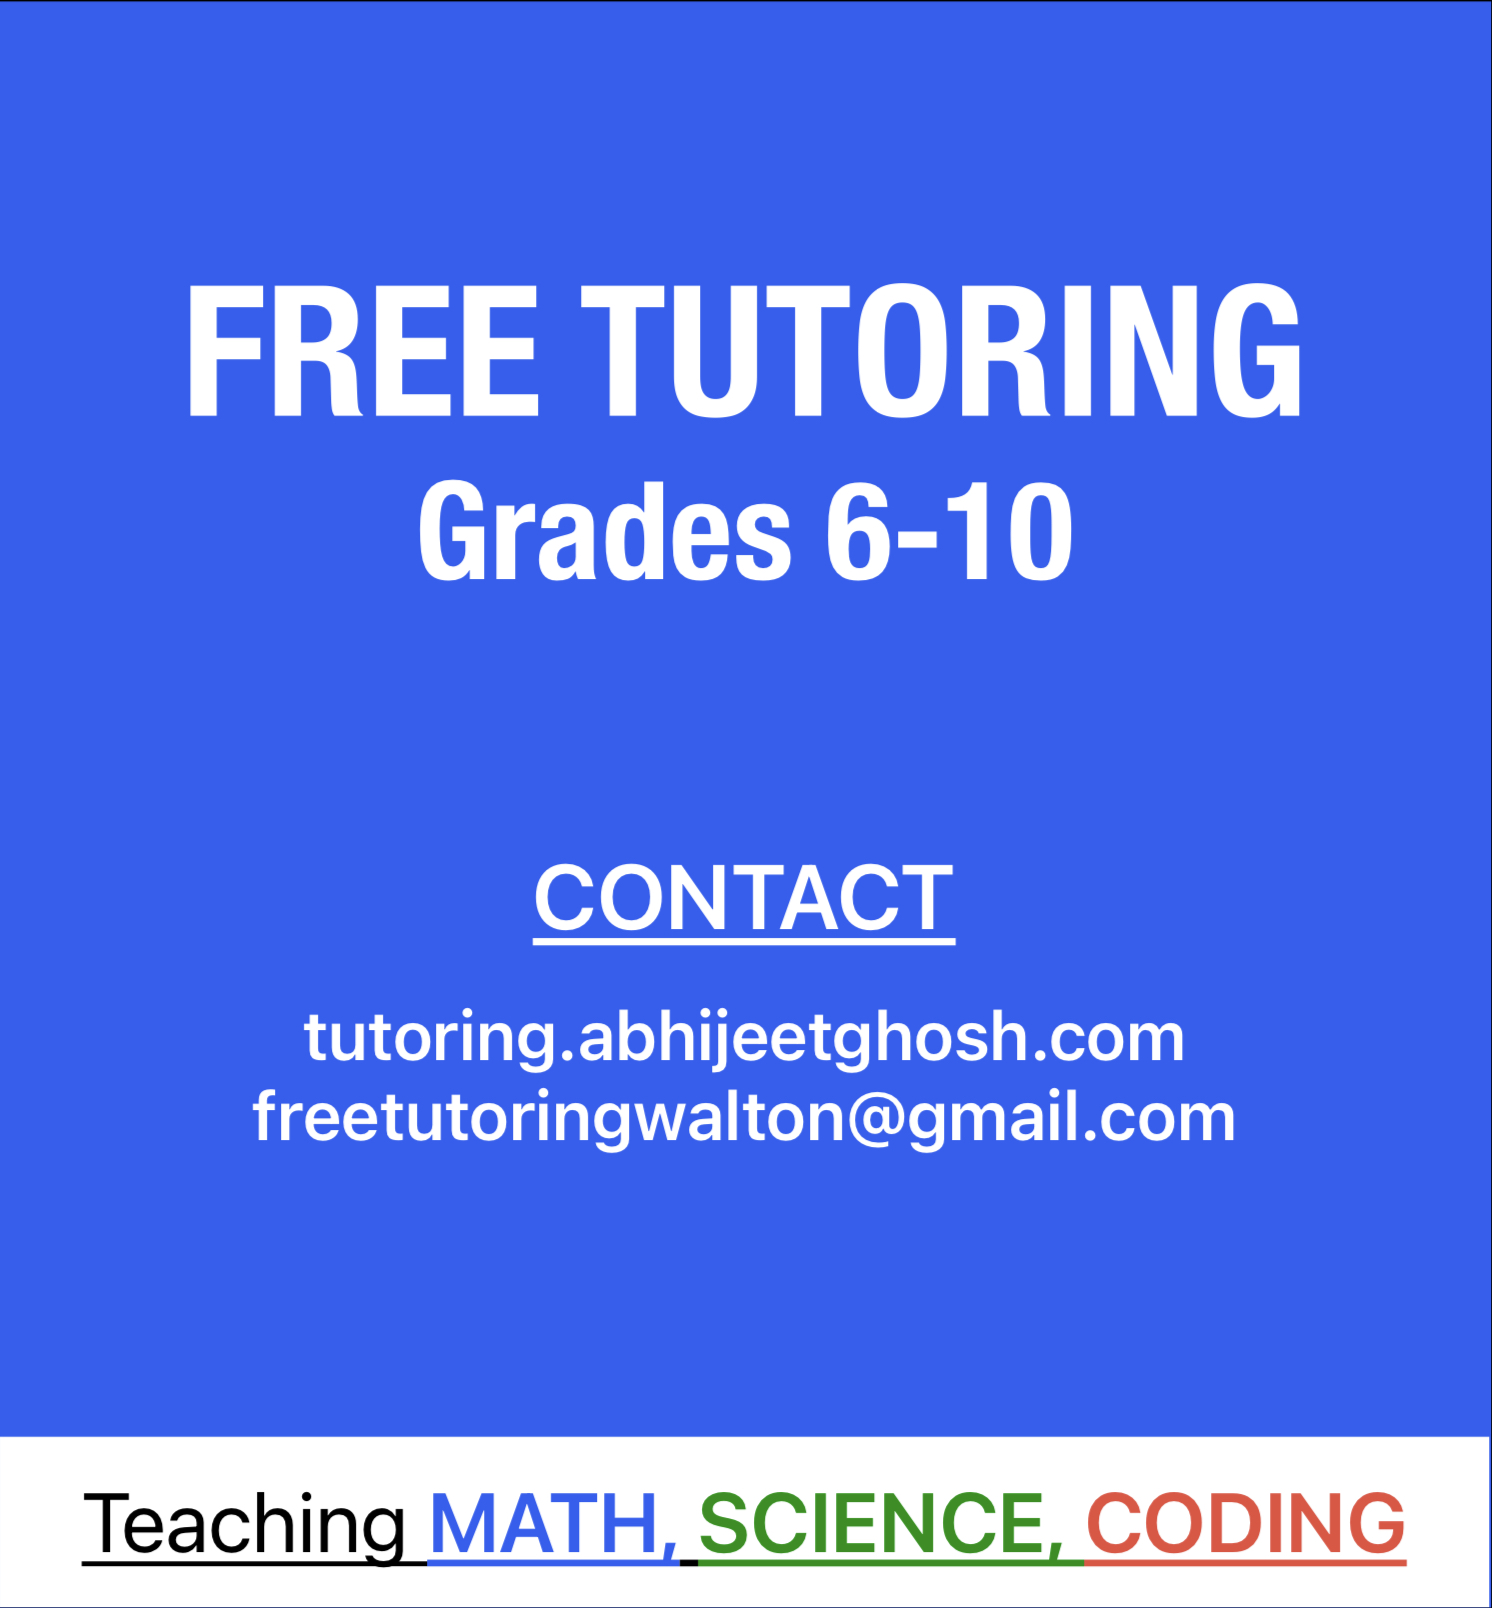 FREE TUTORING
Grades 6-10
CONTACT
tutoring.abhijeetghosh.com
freetutoringwalton@gmail.com
Teaching MATH, SCIENCE, CODING